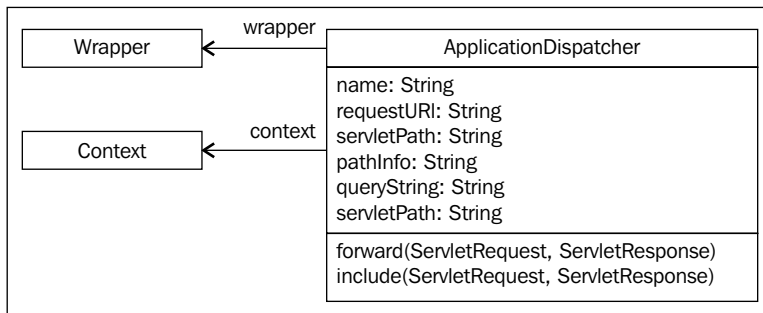 Wrapper
wrapper
ApplicationDispatcher
name: String
requestURI: String
servletPath: String
pathInfo: String
queryString: String
servletPath: String
Context
context
forward(ServletRequest, ServletResponse)
include(ServletRequest, ServletResponse)